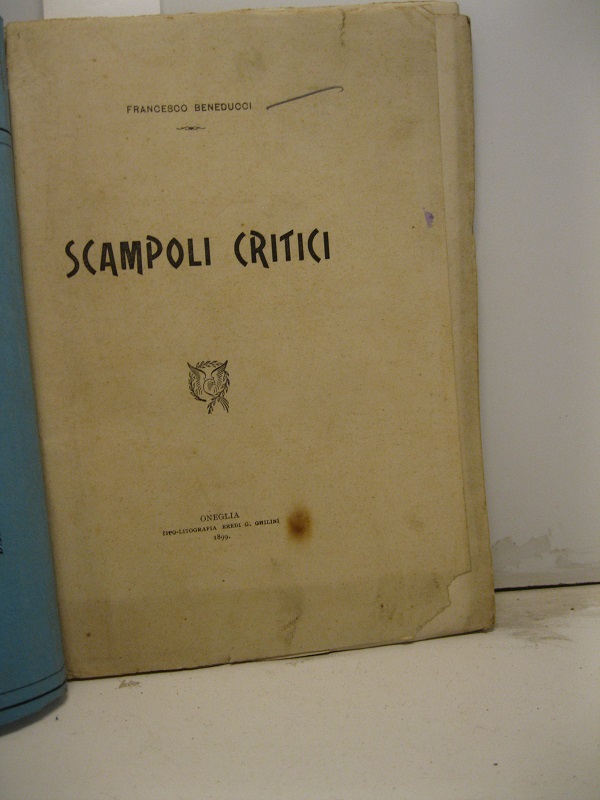 FRANCESCO BENEDUCCI
SCAMPOLI CRITICI
ONEGLIA
TIPO-LITOGRAFIA EREDI G. GHILINI
1899.